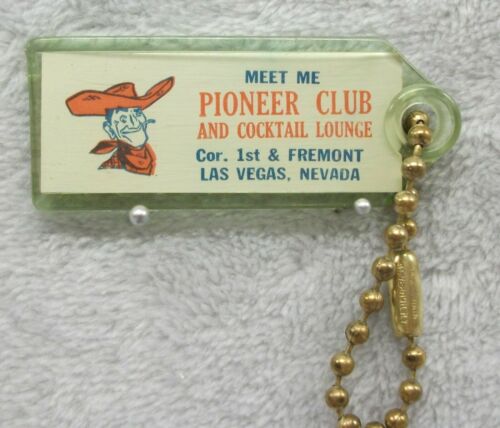 MEET ME
PIONEER CLUB
AND COCKTAIL LOUNGE
Cor. 1st & FREMONT
LAS VEGAS, NEVADA